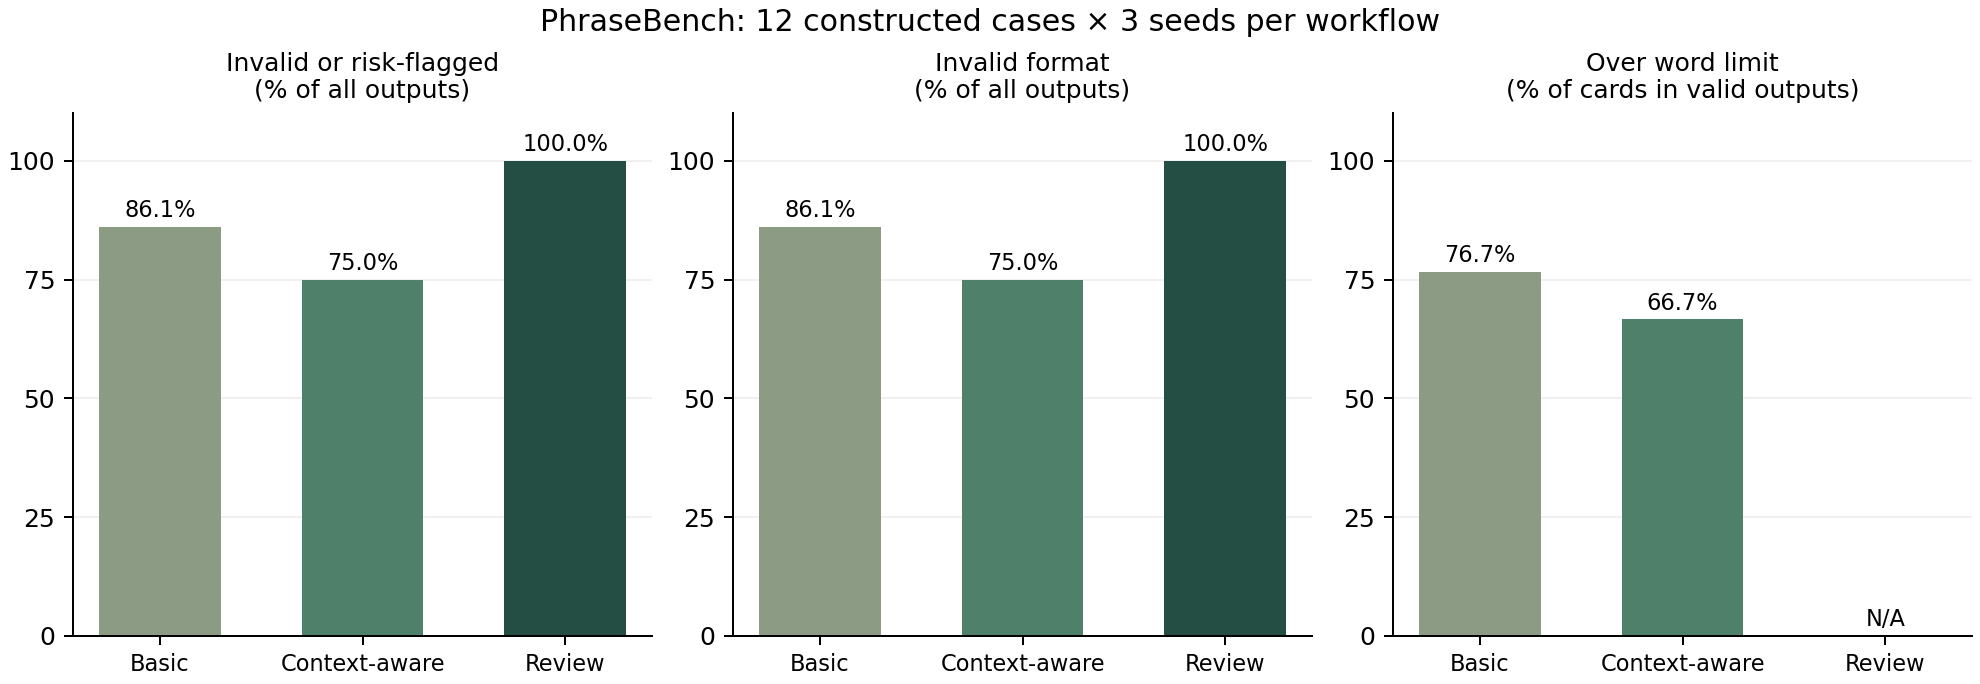 PhraseBench: 12 constructed cases × 3 seeds per workflow
Invalid or risk-flagged
(% of all outputs)
100
75
50
25
0
86.1%
75.0%
100.0%
Basic
Context-aware
Review
Invalid format
(% of all outputs)
100
75
50
25
0
86.1%
75.0%
100.0%
Basic
Context-aware
Review
Over word limit
(% of cards in valid outputs)
100
75
50
25
0
76.7%
66.7%
N/A
Basic
Context-aware
Review